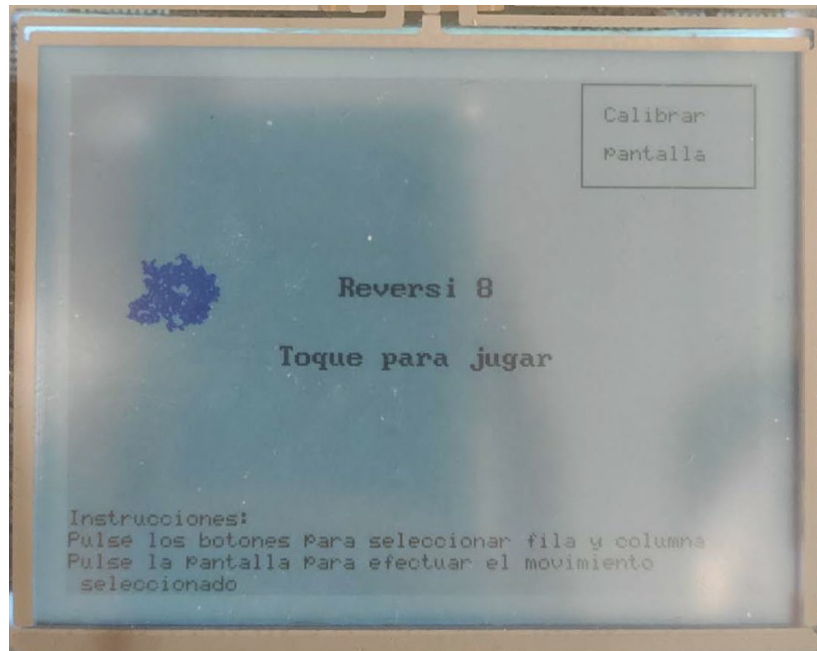 Calibrar
Pantalla
Reversi 8
Toque para jugar
Instrucciones:
Pulse los botones para seleccionar fila y columna
Pulse la pantalla para efectuar el movimiento
seleccionado